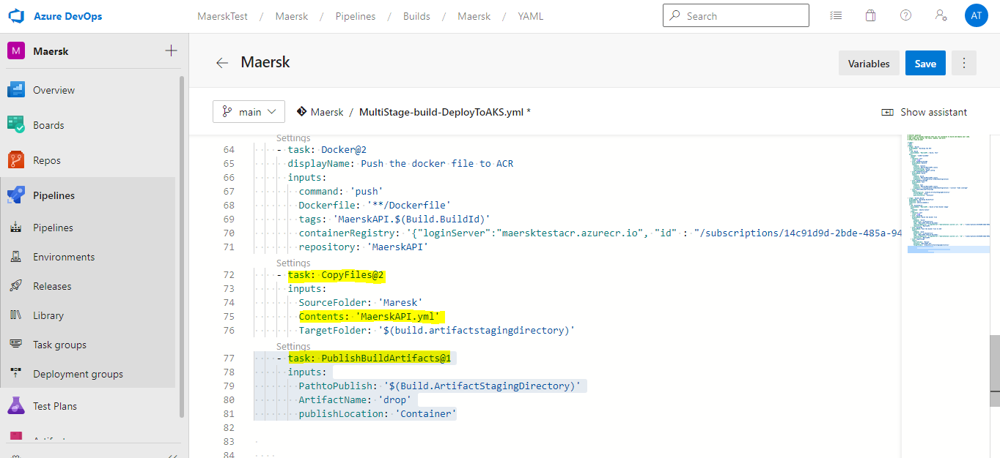 Azure DevOps
MaerskTest / Maersk / Pipelines / Builds / Maersk / YAML
Search
AT
M Maersk
Overview
Boards
Repos
Pipelines
Pipelines
Environments
Releases
Library
Task groups
Deployment groups
Test Plans
Maersk
Variables
Save
main
Maersk / MultiStage-build-DeployToAKS.yml *
Show assistant
Settings
64 - task: Docker@2
65 displayName: Push the docker file to ACR
66 inputs:
67 command: 'push'
68 Dockerfile: '**/Dockerfile'
69 tags: 'MaerskAPI.$(Build.BuildId)'
70 containerRegistry: '{"loginServer":"maersktestacr.azurecr.io", "id" : "/subscriptions/14c91d9d-2bde-485a-94
71 repository: 'MaerskAPI'
Settings
72 - task: CopyFiles@2
73 inputs:
74 SourceFolder: 'Maresk'
75 Contents: 'MaerskAPI.yml'
76 TargetFolder: '$(build.artifactstagingdirectory)'
Settings
77 - task: PublishBuildArtifacts@1
78 inputs:
79 PathtoPublish: '$(Build.ArtifactStagingDirectory)'
80 ArtifactName: 'drop'
81 publishLocation: 'Container'
82
83
84